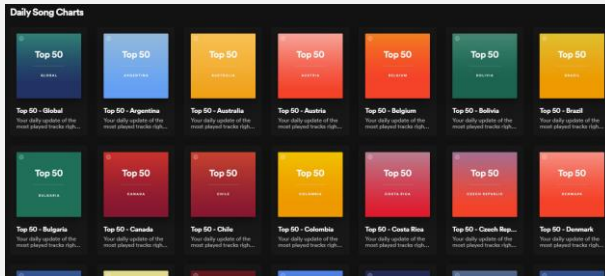 Daily Song Charts
Top 50
GLOBAL
Top 50
ARGENTINA
Top 50
AUSTRALIA
Top 50
AUSTRIA
Top 50
BELGIUM
Top 50
BOLIVIA
Top 50
BRAZIL
Top 50 - Global
Your daily update of the
most played tracks righ...
Top 50 - Argentina
Your daily update of the
most played tracks righ...
Top 50 - Australia
Your daily update of the
most played tracks righ...
Top 50 - Austria
Your daily update of the
most played tracks righ...
Top 50 - Belgium
Your daily update of the
most played tracks righ...
Top 50 - Bolivia
Your daily update of the
most played tracks righ...
Top 50 - Brazil
Your daily update of the
most played tracks righ...
Top 50
BULGARIA
Top 50
CANADA
Top 50
CHILE
Top 50
COLOMBIA
Top 50
COSTA RICA
Top 50
CZECH REPUBLIC
Top 50
DENMARK
Top 50 - Bulgaria
Your daily update of the
most played tracks righ...
Top 50 - Canada
Your daily update of the
most played tracks righ...
Top 50 - Chile
Your daily update of the
most played tracks righ...
Top 50 - Colombia
Your daily update of the
most played tracks righ...
Top 50 - Costa Rica
Your daily update of the
most played tracks righ...
Top 50 - Czech Rep...
Your daily update of the
most played tracks righ...
Top 50 - Denmark
Your daily update of the
most played tracks righ...